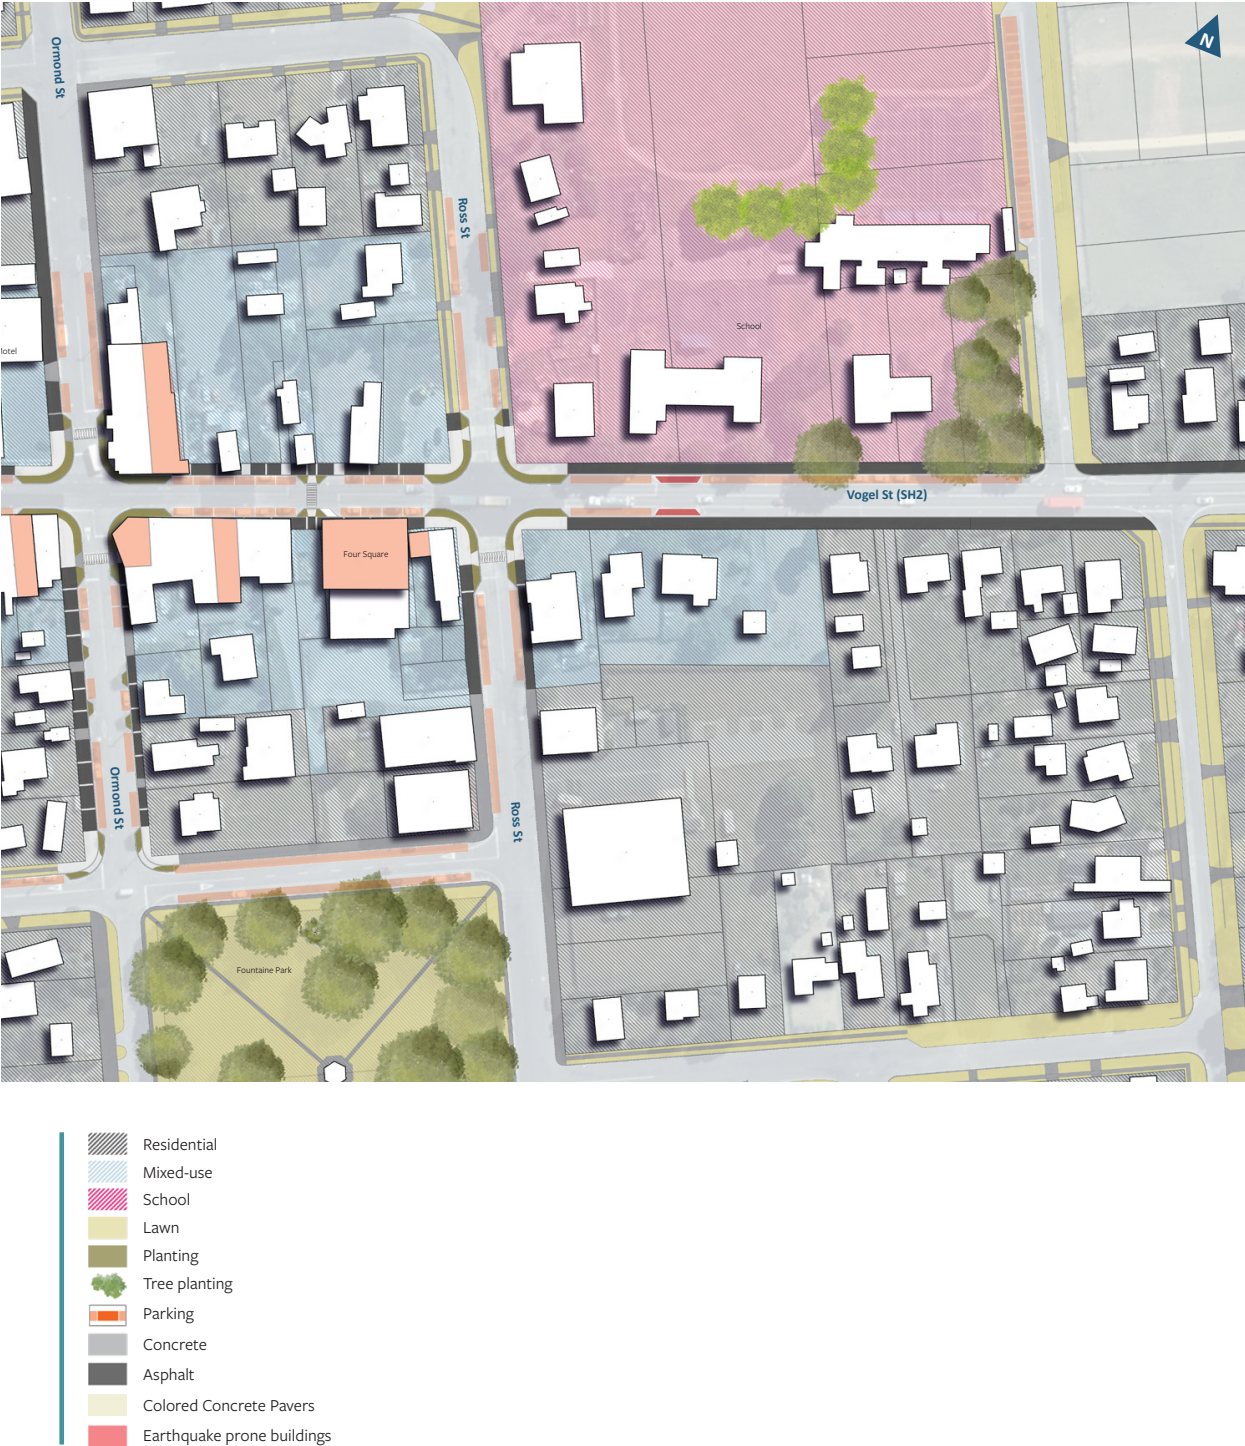 Ormond St
N
Ross St
School
lotel
Vogel St (SH2)
Four Square
Ormond St
Ross St
Fountaine Park
Residential
Mixed-use
School
Lawn
Planting
Tree planting
Parking
Concrete
Asphalt
Colored Concrete Pavers
Earthquake prone buildings